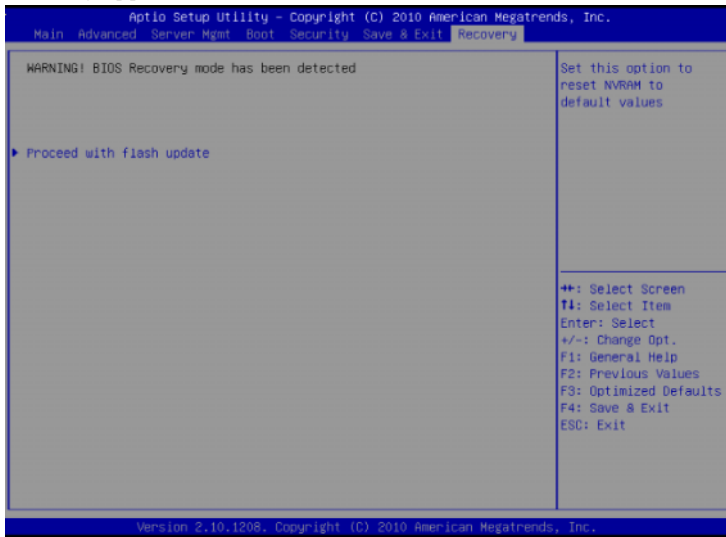 Aptio Setup Utility – Copyright (C) 2010 American Megatrends, Inc.
Main Advanced Server Mgmt Boot Security Save & Exit Recovery
WARNING! BIOS Recovery mode has been detected
Proceed with flash update
Set this option to
reset NVRAM to
default values
→←: Select Screen
↑↓: Select Item
Enter: Select
+/-: Change Opt.
F1: General Help
F2: Previous Values
F3: Optimized Defaults
F4: Save & Exit
ESC: Exit
Version 2.10.1208. Copyright (C) 2010 American Megatrends, Inc.